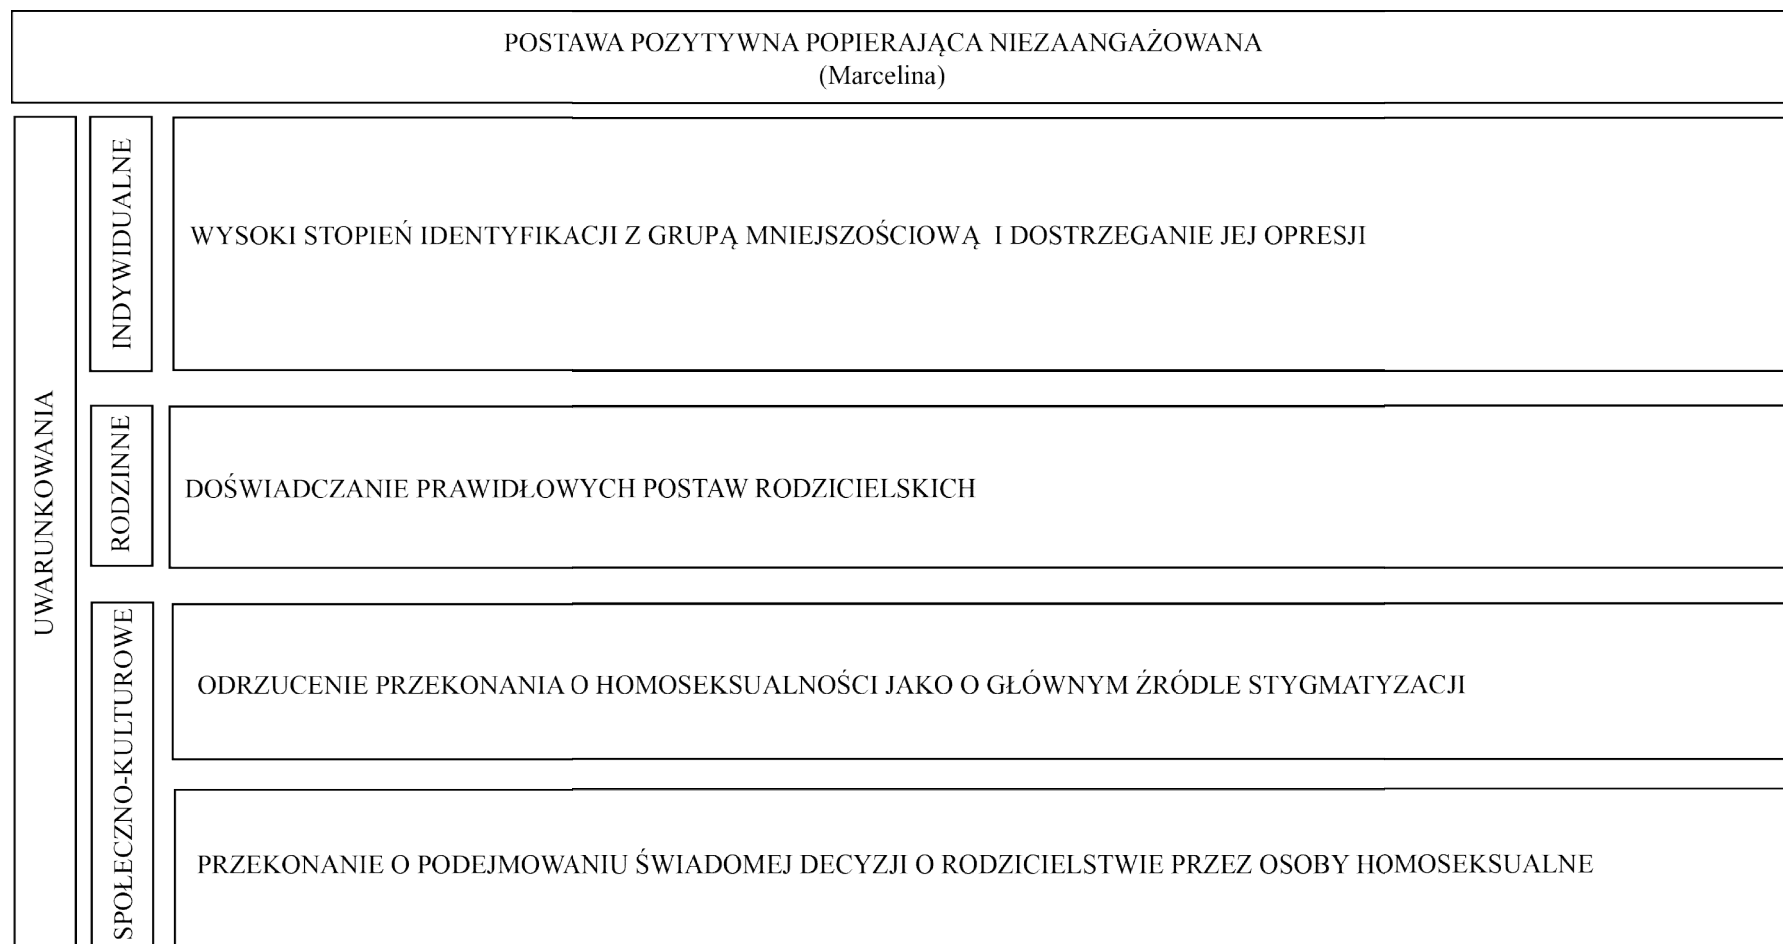 POSTAWA POZYTYWNA POPIERAJĄCA NIEZAANGAŻOWANA
(Marcelina)
UWARUNKOWANIA
INDYWIDUALNE
WYSOKI STOPIEŃ IDENTYFIKACJI Z GRUPĄ MNIEJSZOŚCIOWĄ I DOSTRZEGANIE JEJ OPRESJI
RODZINNE
DOŚWIADCZANIE PRAWIDŁOWYCH POSTAW RODZICIELSKICH
SPOŁECZNO-KULTUROWE
ODRZUCENIE PRZEKONANIA O HOMOSEKSUALNOŚCI JAKO O GŁÓWNYM ŹRÓDLE STYGMATYZACJI
PRZEKONANIE O PODEJMOWANIU ŚWIADOMEJ DECYZJI O RODZICIELSTWIE PRZEZ OSOBY HOMOSEKSUALNE